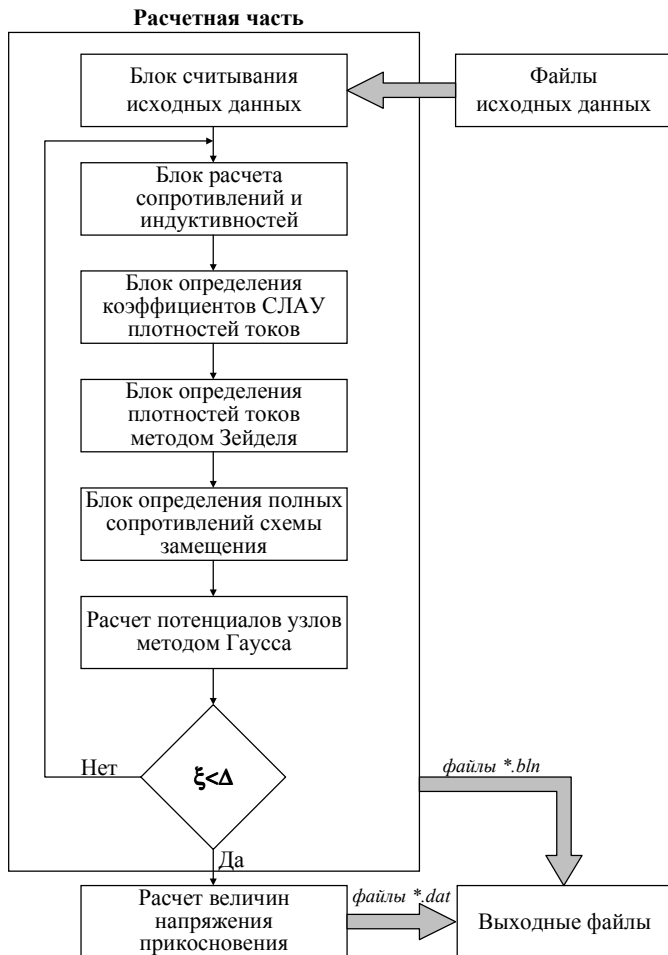 Расчетная часть
Блок считывания
исходных данных
Файлы
исходных данных
Блок расчета
сопротивлений и
индуктивностей
Блок определения
коэффициентов СЛАУ
плотностей токов
Блок определения
плотностей токов
методом Зейделя
Блок определения полных
сопротивлений схемы
замещения
Расчет потенциалов узлов
методом Гаусса
Нет
ξ<Δ
файлы *.bln
Да
Расчет величин
напряжения
прикосновения
файлы *.dat
Выходные файлы